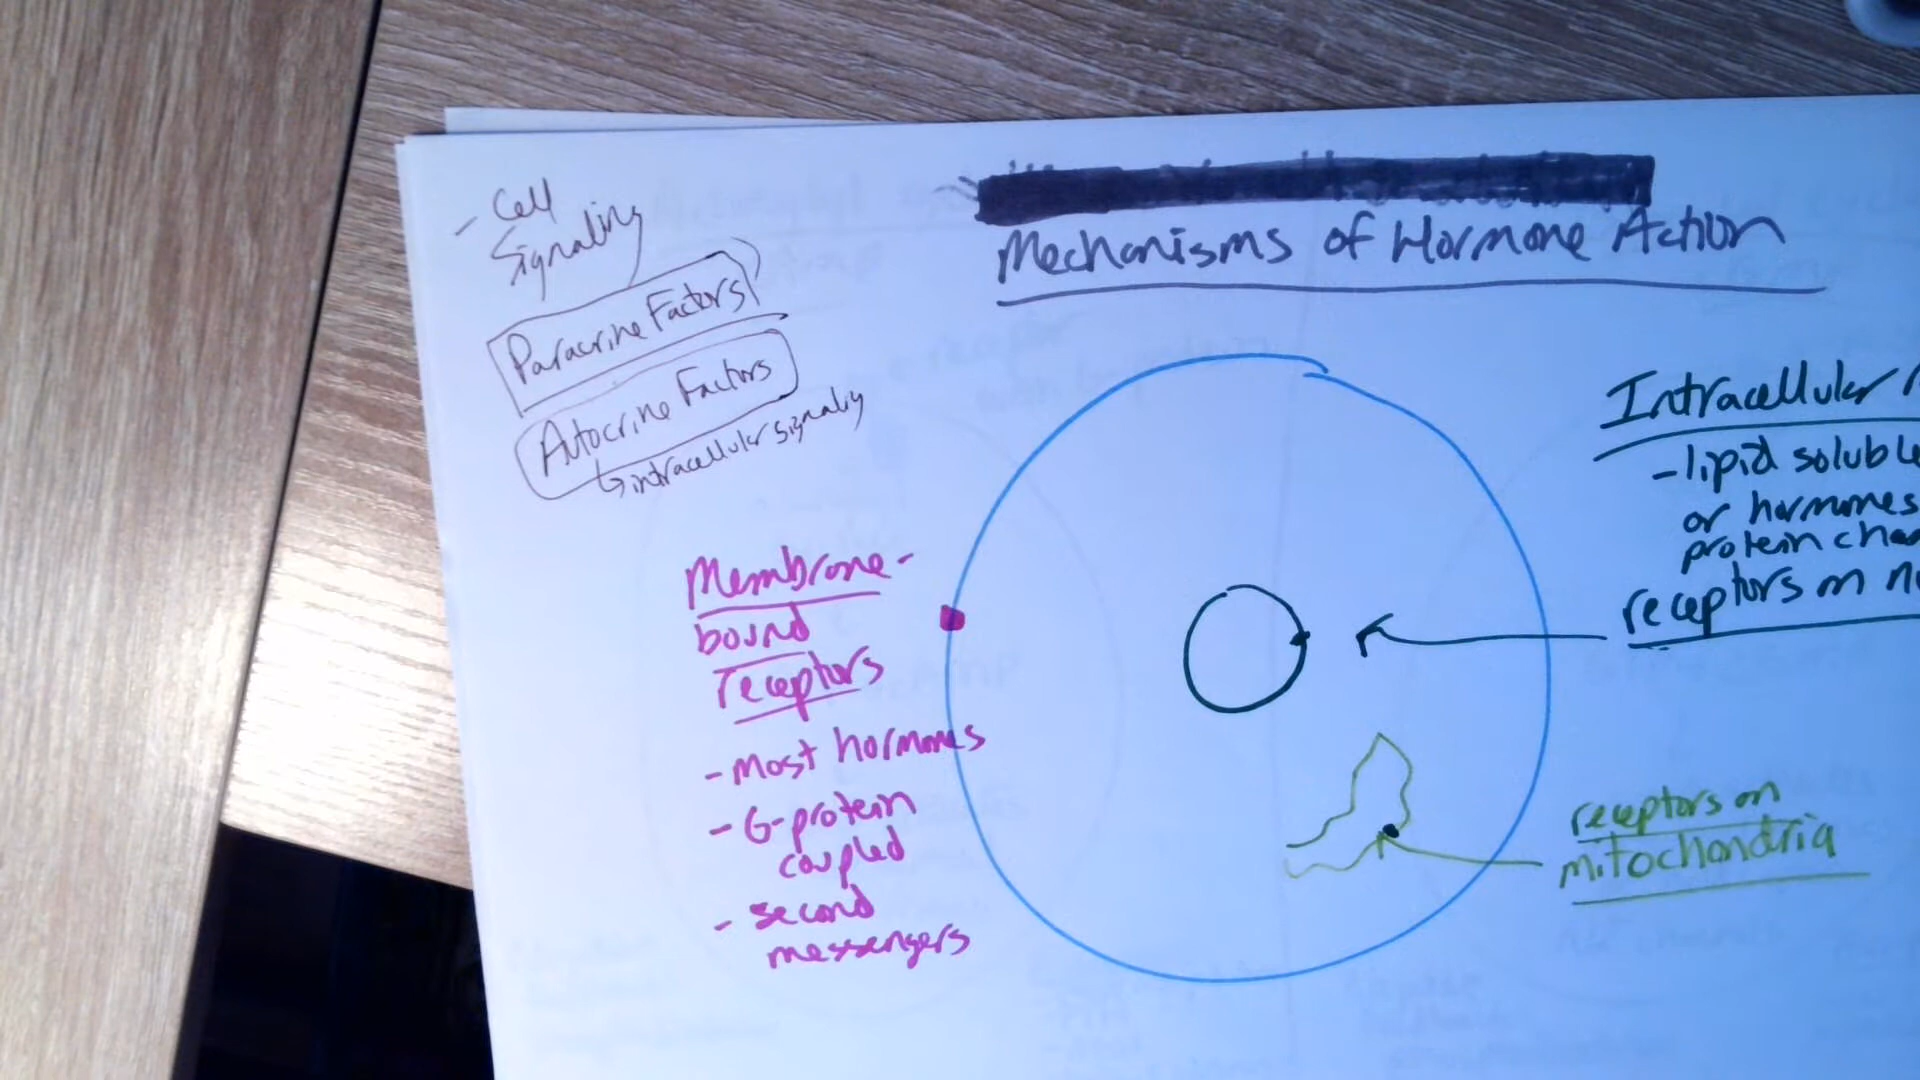 - Cell
Signaling
Paracrine Factors
Autocrine Factors
↳ intracellular signaling
Mechanisms of Hormone Action
Membrane-
bound
receptors
- most hormones
- G-protein
coupled
- second
messengers
Intracellular
- lipid soluble
or hormones
protein
receptors on
receptors on
mitochondria